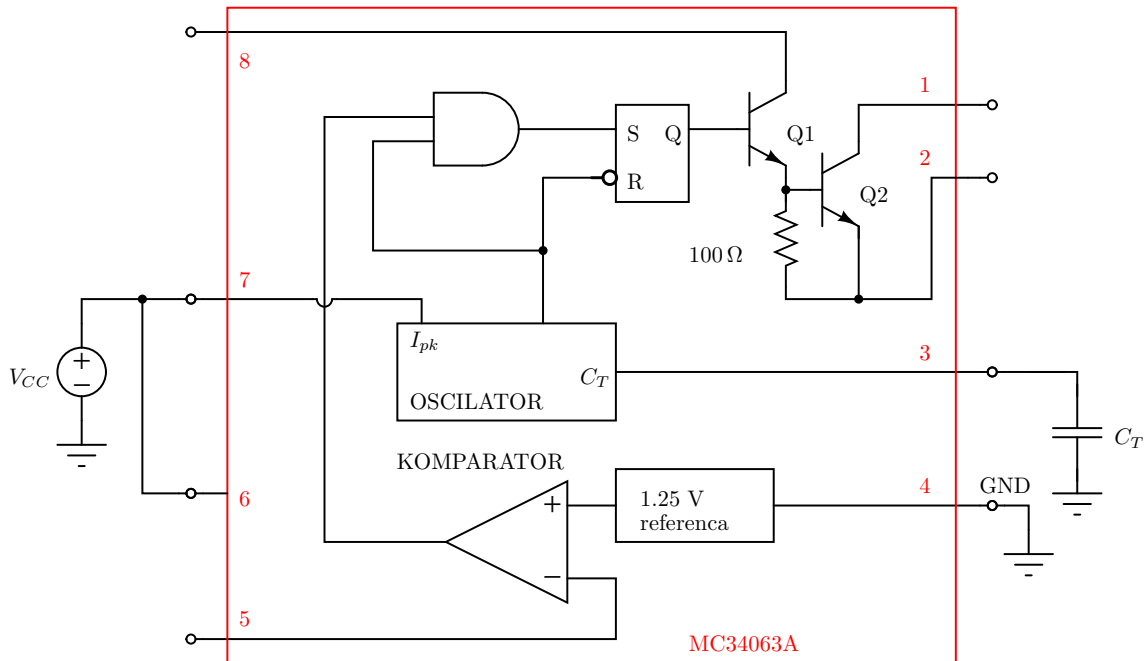 8
1
S
Q
Q1
2
R
Q2
100 Ω
7
I_pk
3
V_CC
C_T
OSCILATOR
C_T
KOMPARATOR
4
GND
6
1.25 V
referenca
5
MC34063A